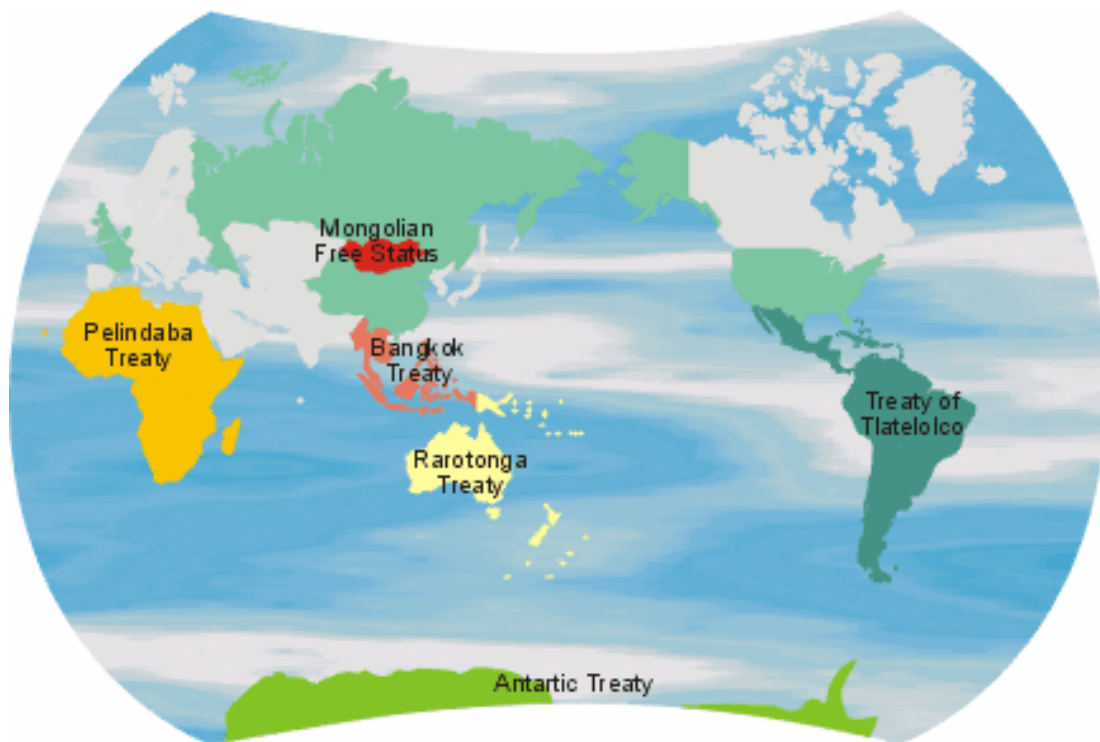 Mongolian
Free Status
Pelindaba
Treaty
Bangkok
Treaty
Treaty of
Tlatelolco
Rarotonga
Treaty
Antartic Treaty